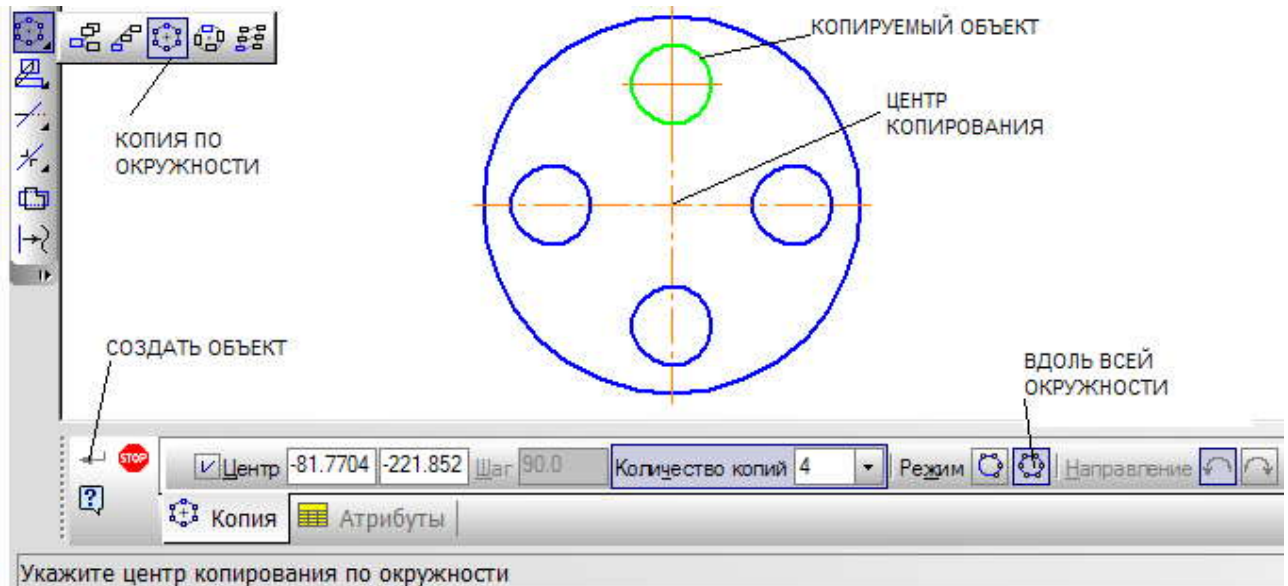 КОПИРУЕМЫЙ ОБЪЕКТ
ЦЕНТР
КОПИРОВАНИЯ
КОПИЯ ПО
ОКРУЖНОСТИ
СОЗДАТЬ ОБЪЕКТ
ВДОЛЬ ВСЕЙ
ОКРУЖНОСТИ
STOP Центр -81.7704 -221.852 Шаг 90.0 Количество копий 4 Режим Направление
? Копия Атрибуты
Укажите центр копирования по окружности